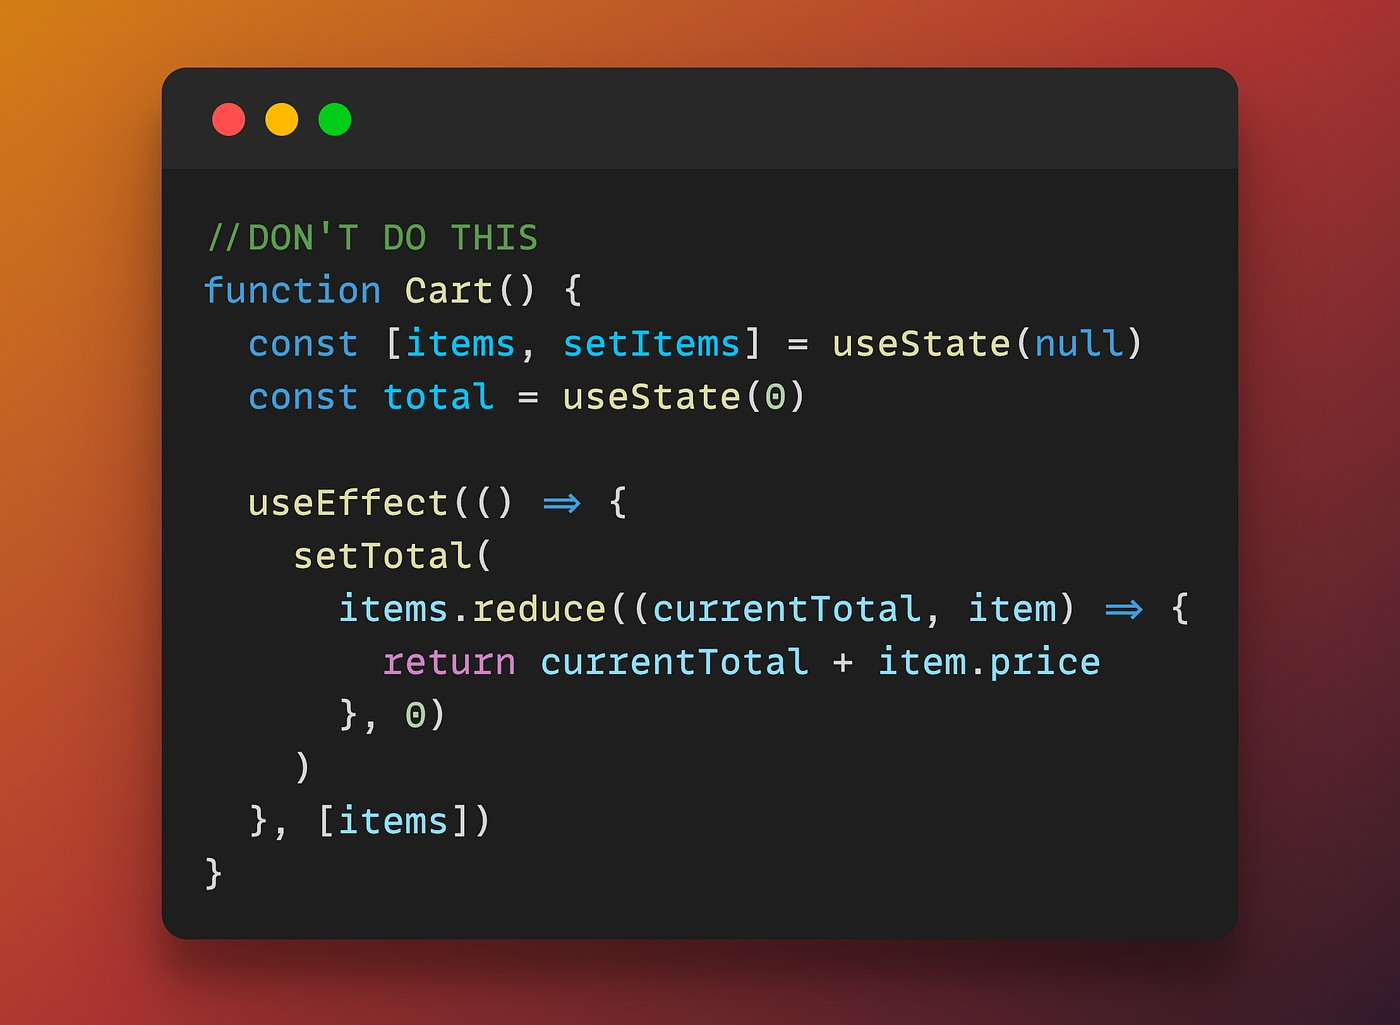 //DON'T DO THIS
function Cart() {
  const [items, setItems] = useState(null)
  const total = useState(0)

  useEffect(() => {
    setTotal(
      items.reduce((currentTotal, item) => {
        return currentTotal + item.price
      }, 0)
    )
  }, [items])
}